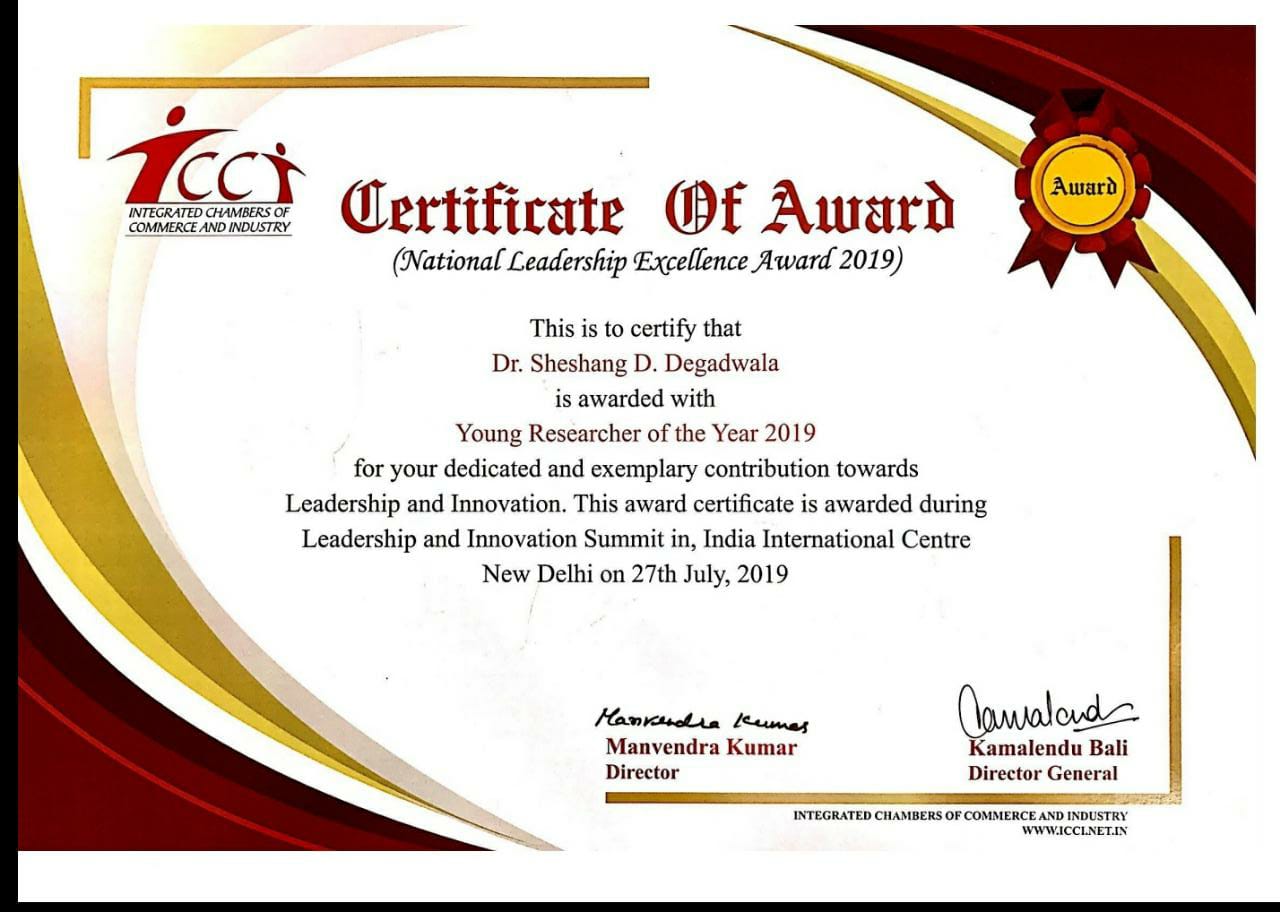 ICCI
INTEGRATED CHAMBERS OF
COMMERCE AND INDUSTRY
Certificate Of Award
(National Leadership Excellence Award 2019)
Award
This is to certify that
Dr. Sheshang D. Degadwala
is awarded with
Young Researcher of the Year 2019
for your dedicated and exemplary contribution towards
Leadership and Innovation. This award certificate is awarded during
Leadership and Innovation Summit in, India International Centre
New Delhi on 27th July, 2019
Manvendra Kumar
Manvendra Kumar
Director
Kamalendu Bali
Director General
INTEGRATED CHAMBERS OF COMMERCE AND INDUSTRY
WWW.ICCI.NET.IN